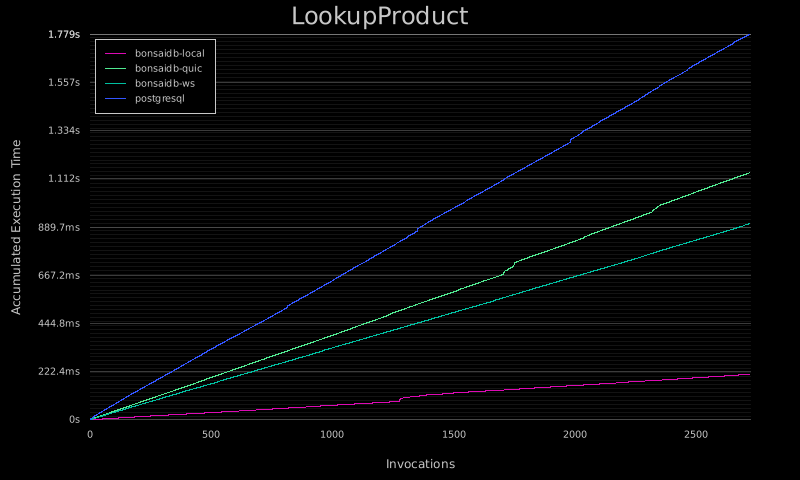 LookupProduct
1.779s
1.557s
1.334s
1.112s
889.7ms
667.2ms
444.8ms
222.4ms
0s
bonsaidb-local
bonsaidb-quic
bonsaidb-ws
postgresql
Accumulated Execution Time
0 500 1000 1500 2000 2500
Invocations